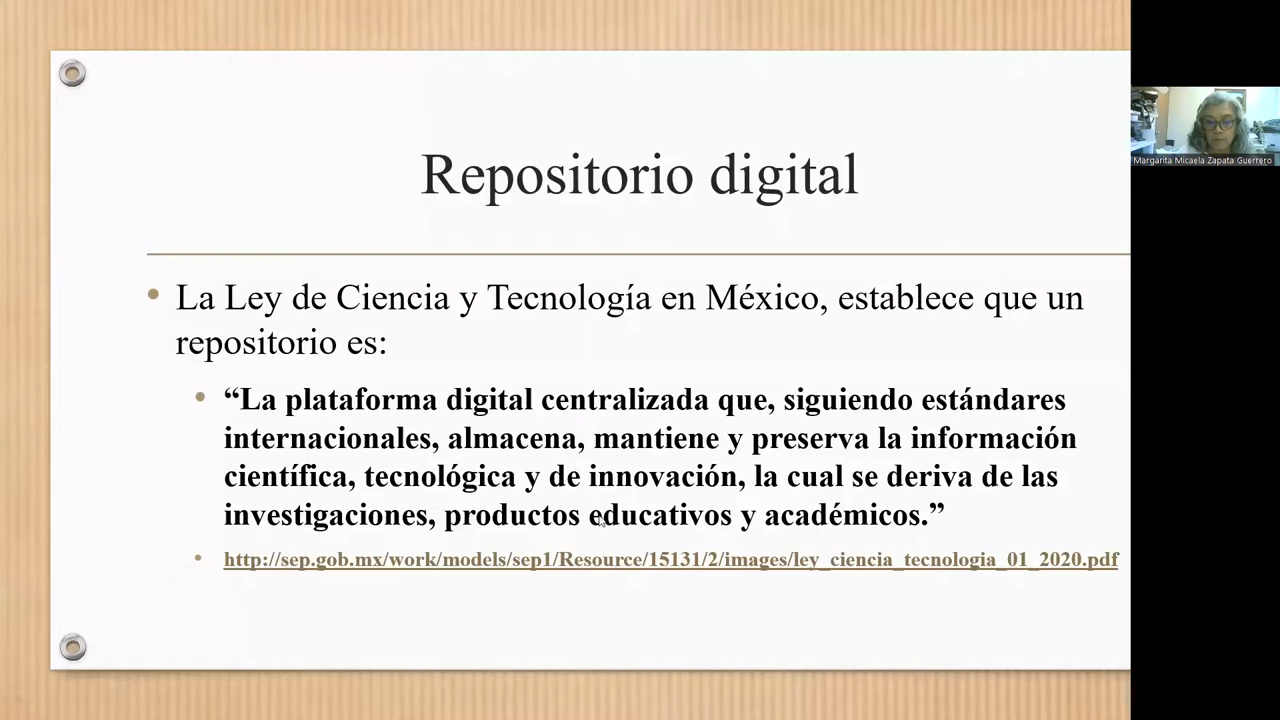 Repositorio digital
• La Ley de Ciencia y Tecnología en México, establece que un
repositorio es:
• “La plataforma digital centralizada que, siguiendo estándares
internacionales, almacena, mantiene y preserva la información
científica, tecnológica y de innovación, la cual se deriva de las
investigaciones, productos educativos y académicos.”
• http://sep.gob.mx/work/models/sep1/Resource/15131/2/images/ley_ciencia_tecnologia_01_2020.pdf
Margarita Micaela Zapata Guerrero